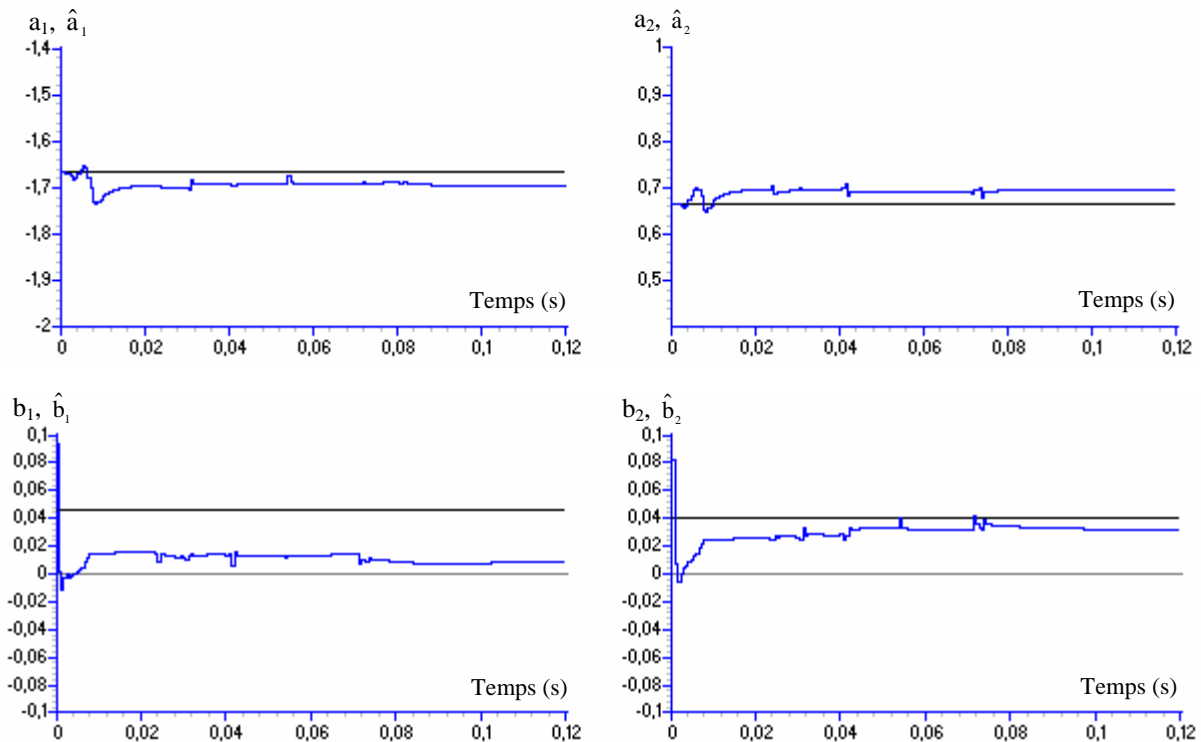 a₁, â₁
-1,4
-1,5
-1,6
-1,7
-1,8
-1,9
-2
Temps (s)
0 0,02 0,04 0,06 0,08 0,1 0,12
a₂, â₂
1
0,9
0,8
0,7
0,6
0,5
Temps (s)
0 0,02 0,04 0,06 0,08 0,1 0,12
b₁, b̂₁
0,1
0,08
0,06
0,04
0,02
0
-0,02
-0,04
-0,06
-0,08
-0,1
Temps (s)
0 0,02 0,04 0,06 0,08 0,1 0,12
b₂, b̂₂
0,1
0,08
0,06
0,04
0,02
0
-0,02
-0,04
-0,06
-0,08
-0,1
Temps (s)
0 0,02 0,04 0,06 0,08 0,1 0,12